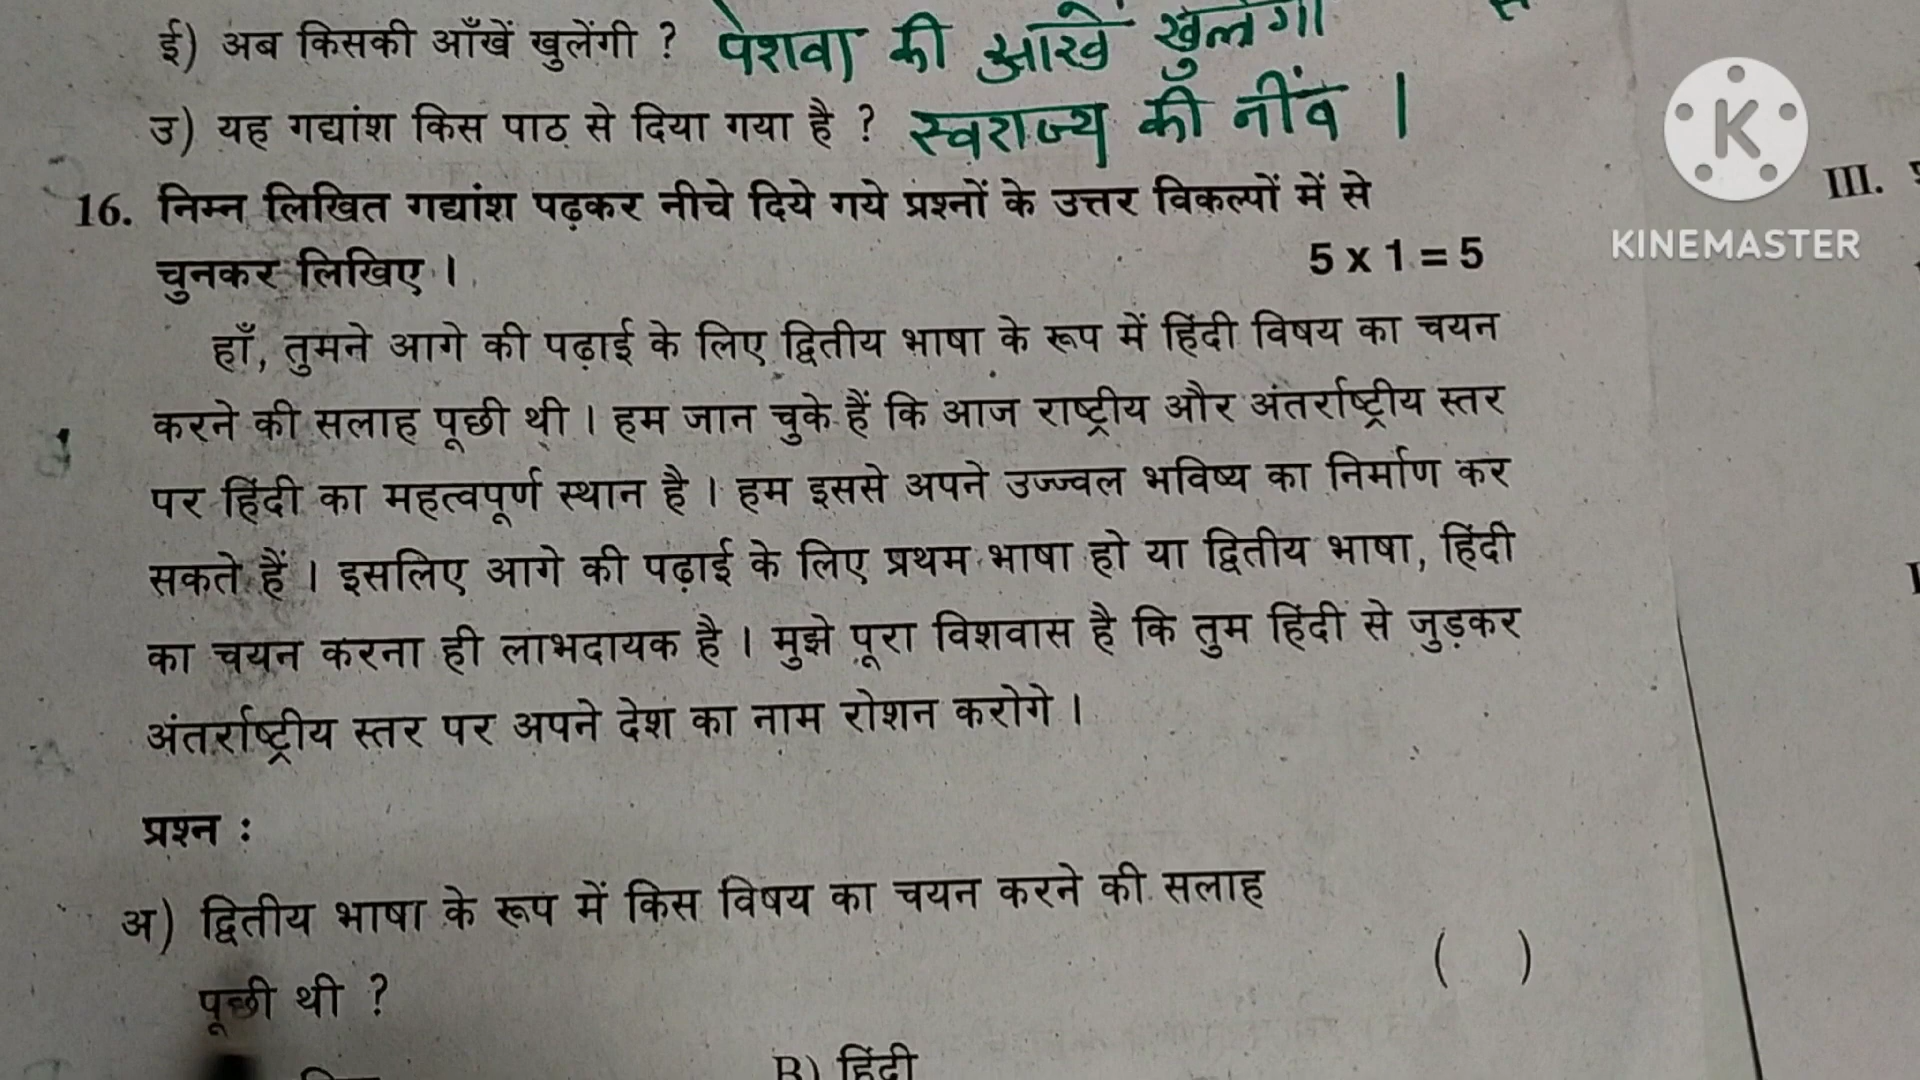 ई) अब किसकी आँखें खुलेंगी ? पेशवा की आखें खुलेगी
उ) यह गद्यांश किस पाठ से दिया गया है ? स्वराज्य की नींव ।
16. निम्न लिखित गद्यांश पढ़कर नीचे दिये गये प्रश्नों के उत्तर विकल्पों में से
चुनकर लिखिए । 5 x 1 = 5
हाँ, तुमने आगे की पढ़ाई के लिए द्वितीय भाषा के रूप में हिंदी विषय का चयन
करने की सलाह पूछी थी । हम जान चुके हैं कि आज राष्ट्रीय और अंतर्राष्ट्रीय स्तर
पर हिंदी का महत्वपूर्ण स्थान है । हम इससे अपने उज्ज्वल भविष्य का निर्माण कर
सकते हैं । इसलिए आगे की पढ़ाई के लिए प्रथम भाषा हो या द्वितीय भाषा, हिंदी
का चयन करना ही लाभदायक है । मुझे पूरा विशवास है कि तुम हिंदी से जुड़कर
अंतर्राष्ट्रीय स्तर पर अपने देश का नाम रोशन करोगे ।
प्रश्न :
अ) द्वितीय भाषा के रूप में किस विषय का चयन करने की सलाह
पूछी थी ? ( )
B) हिंदी
III.
K
KINEMASTER